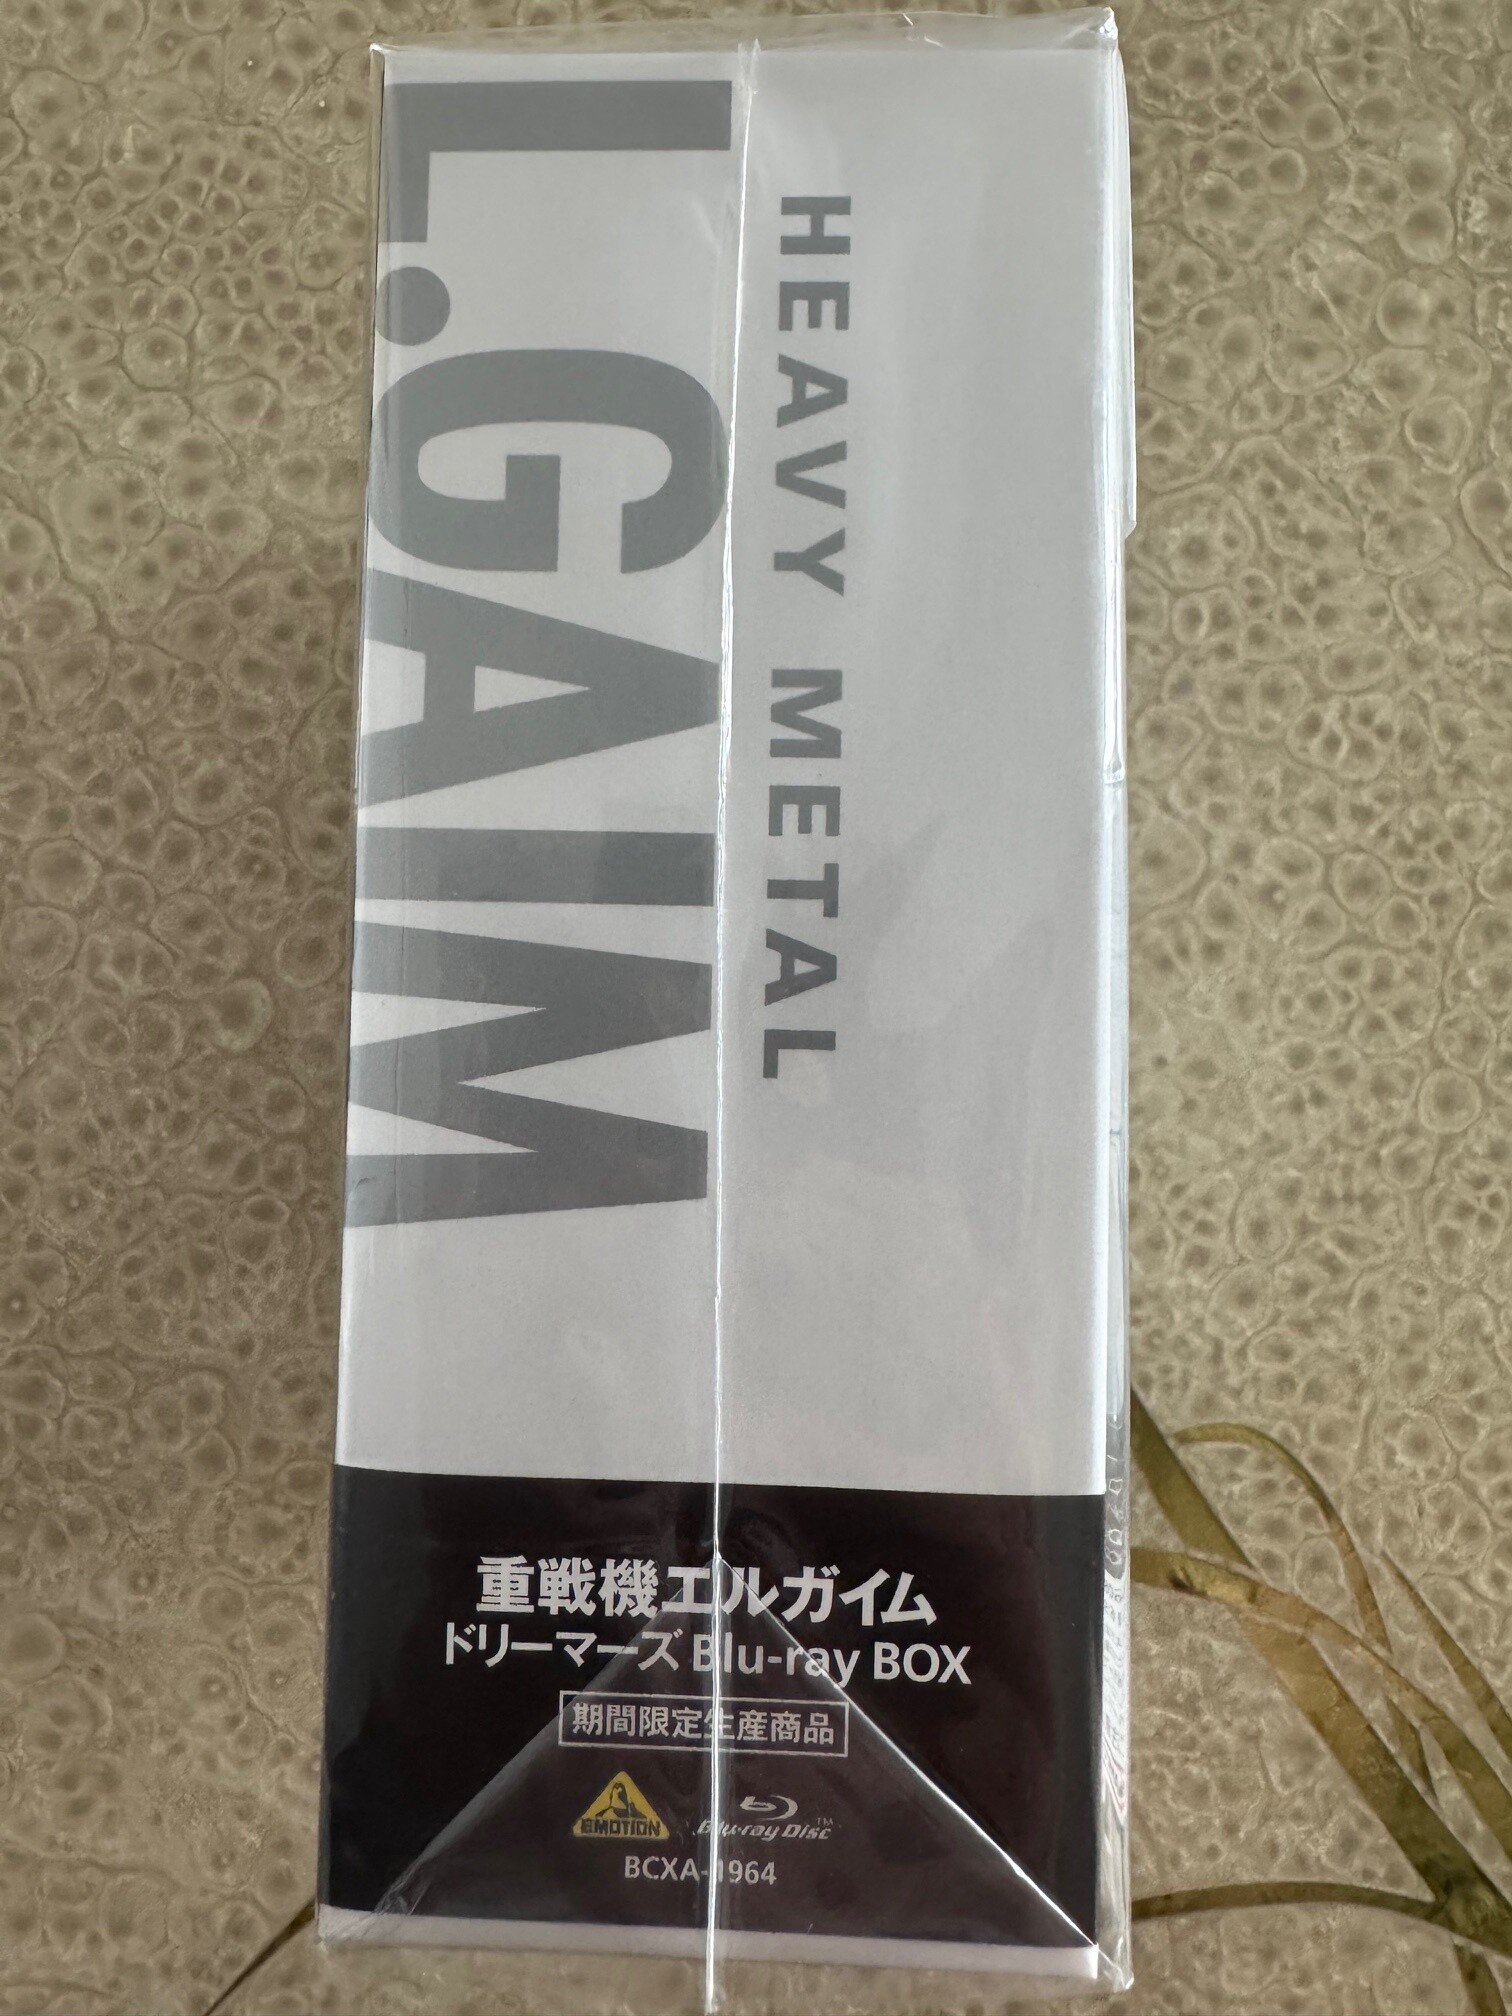 HEAVY METAL
L.GAIM
重戦機エルガイム
ドリーマーズ Blu-ray BOX
期間限定生産商品
EMOTION
Blu-ray Disc™
BCXA-1964